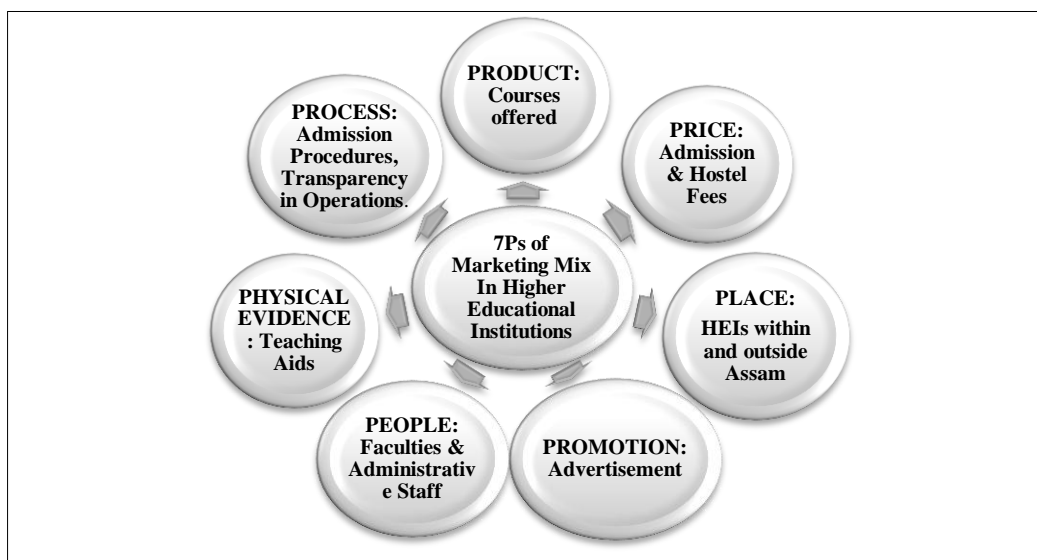 PRODUCT:
Courses
offered
PRICE:
Admission
& Hostel
Fees
PLACE:
HEIs within
and outside
Assam
PROMOTION:
Advertisement
PEOPLE:
Faculties &
Administrativ
e Staff
PHYSICAL
EVIDENCE
: Teaching
Aids
PROCESS:
Admission
Procedures,
Transparency
in Operations.
7Ps of
Marketing Mix
In Higher
Educational
Institutions